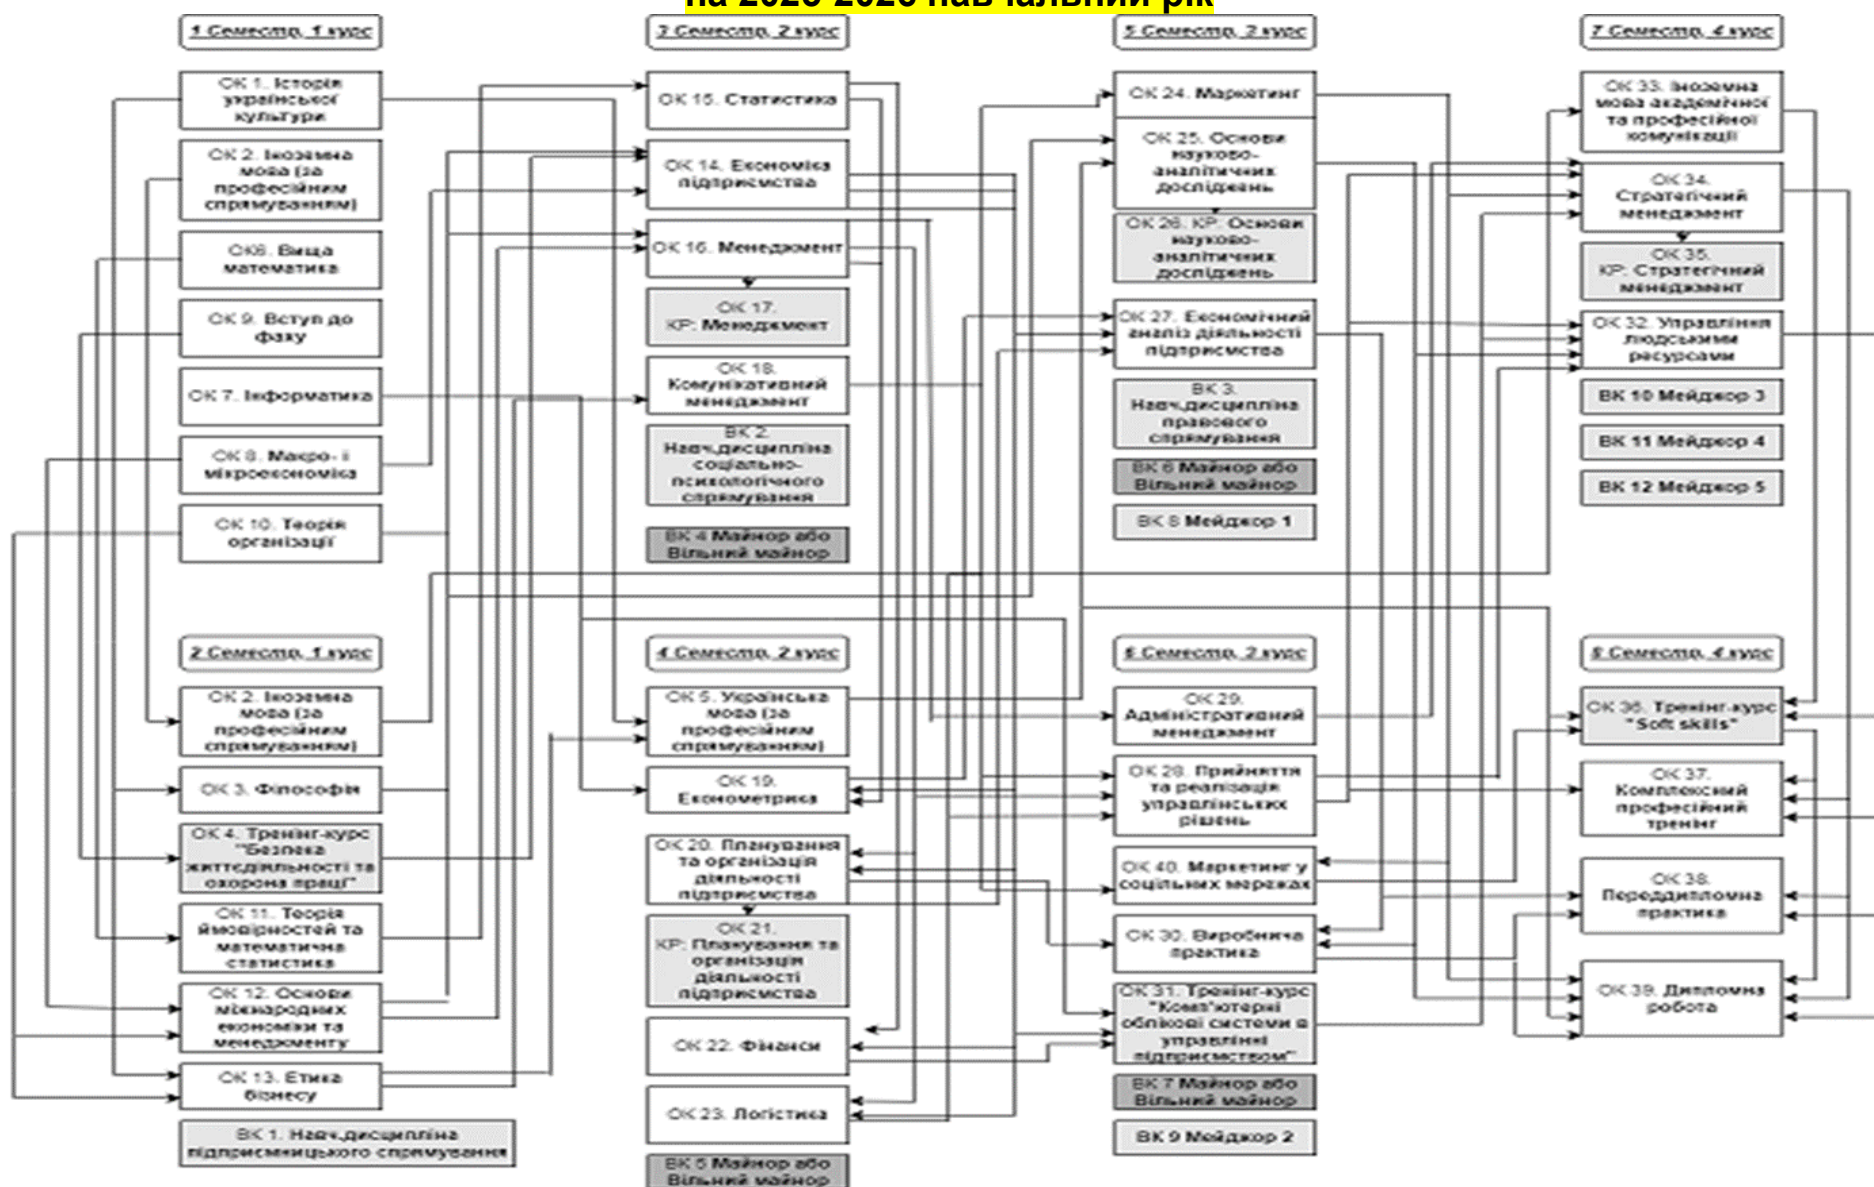 на 2025-2026 навчальний рік
1 Семестр, 1 курс
ОК 1. Історія
української
культури
ОК 2. Іноземна
мова (за
професійним
спрямуванням)
ОК6. Вища
математика
ОК 9. Вступ до
фаху
ОК 7. Інформатика
ОК 8. Макро- і
мікроекономіка
ОК 10. Теорія
організації
2 Семестр, 1 курс
ОК 2. Іноземна
мова (за
професійним
спрямуванням)
ОК 3. Філософія
ОК 4. Тренінг-курс
"Безпека
життєдіяльності та
охорона праці"
ОК 11. Теорія
ймовірностей та
математична
статистика
ОК 12. Основи
міжнародних
економіки та
менеджменту
ОК 13. Етика
бізнесу
ВК 1. Навч.дисципліна
підприємницького спрямування
3 Семестр, 2 курс
ОК 15. Статистика
ОК 14. Економіка
підприємства
ОК 16. Менеджмент
ОК 17.
КР: Менеджмент
ОК 18.
Комунікативний
менеджмент
ВК 2.
Навч.дисципліна
соціально-
психологічного
спрямування
ВК 4 Майнор або
Вільний майнор
4 Семестр, 2 курс
ОК 5. Українська
мова (за
професійним
спрямуванням)
ОК 19.
Економетрика
ОК 20. Планування
та організація
діяльності
підприємства
ОК 21.
КР: Планування та
організація
діяльності
підприємства
ОК 22. Фінанси
ОК 23. Логістика
ВК 5 Майнор або
Вільний майнор
5 Семестр, 3 курс
ОК 24. Маркетинг
ОК 25. Основи
науково-
аналітичних
досліджень
ОК 26. КР: Основи
науково-
аналітичних
досліджень
ОК 27. Економічний
аналіз діяльності
підприємства
ВК 3.
Навч.дисципліна
правового
спрямування
ВК 6 Майнор або
Вільний майнор
ВК 8 Мейджор 1
6 Семестр, 3 курс
ОК 29.
Адміністративний
менеджмент
ОК 28. Прийняття
та реалізація
управлінських
рішень
ОК 40. Маркетинг у
соцільних мережах
ОК 30. Виробнича
практика
ОК 31. Тренінг-курс
"Комп'ютерні
облікові системи в
управлінні
підприємством"
ВК 7 Майнор або
Вільний майнор
ВК 9 Мейджор 2
7 Семестр, 4 курс
ОК 33. Іноземна
мова академічної
та професійної
комунікації
ОК 34.
Стратегічний
менеджмент
ОК 35.
КР: Стратегічний
менеджмент
ОК 32. Управління
людськими
ресурсами
ВК 10 Мейджор 3
ВК 11 Мейджор 4
ВК 12 Мейджор 5
8 Семестр, 4 курс
ОК 36. Тренінг-курс
"Soft skills"
ОК 37.
Комплексний
професійний
тренінг
ОК 38.
Переддипломна
практика
ОК 39. Дипломна
робота